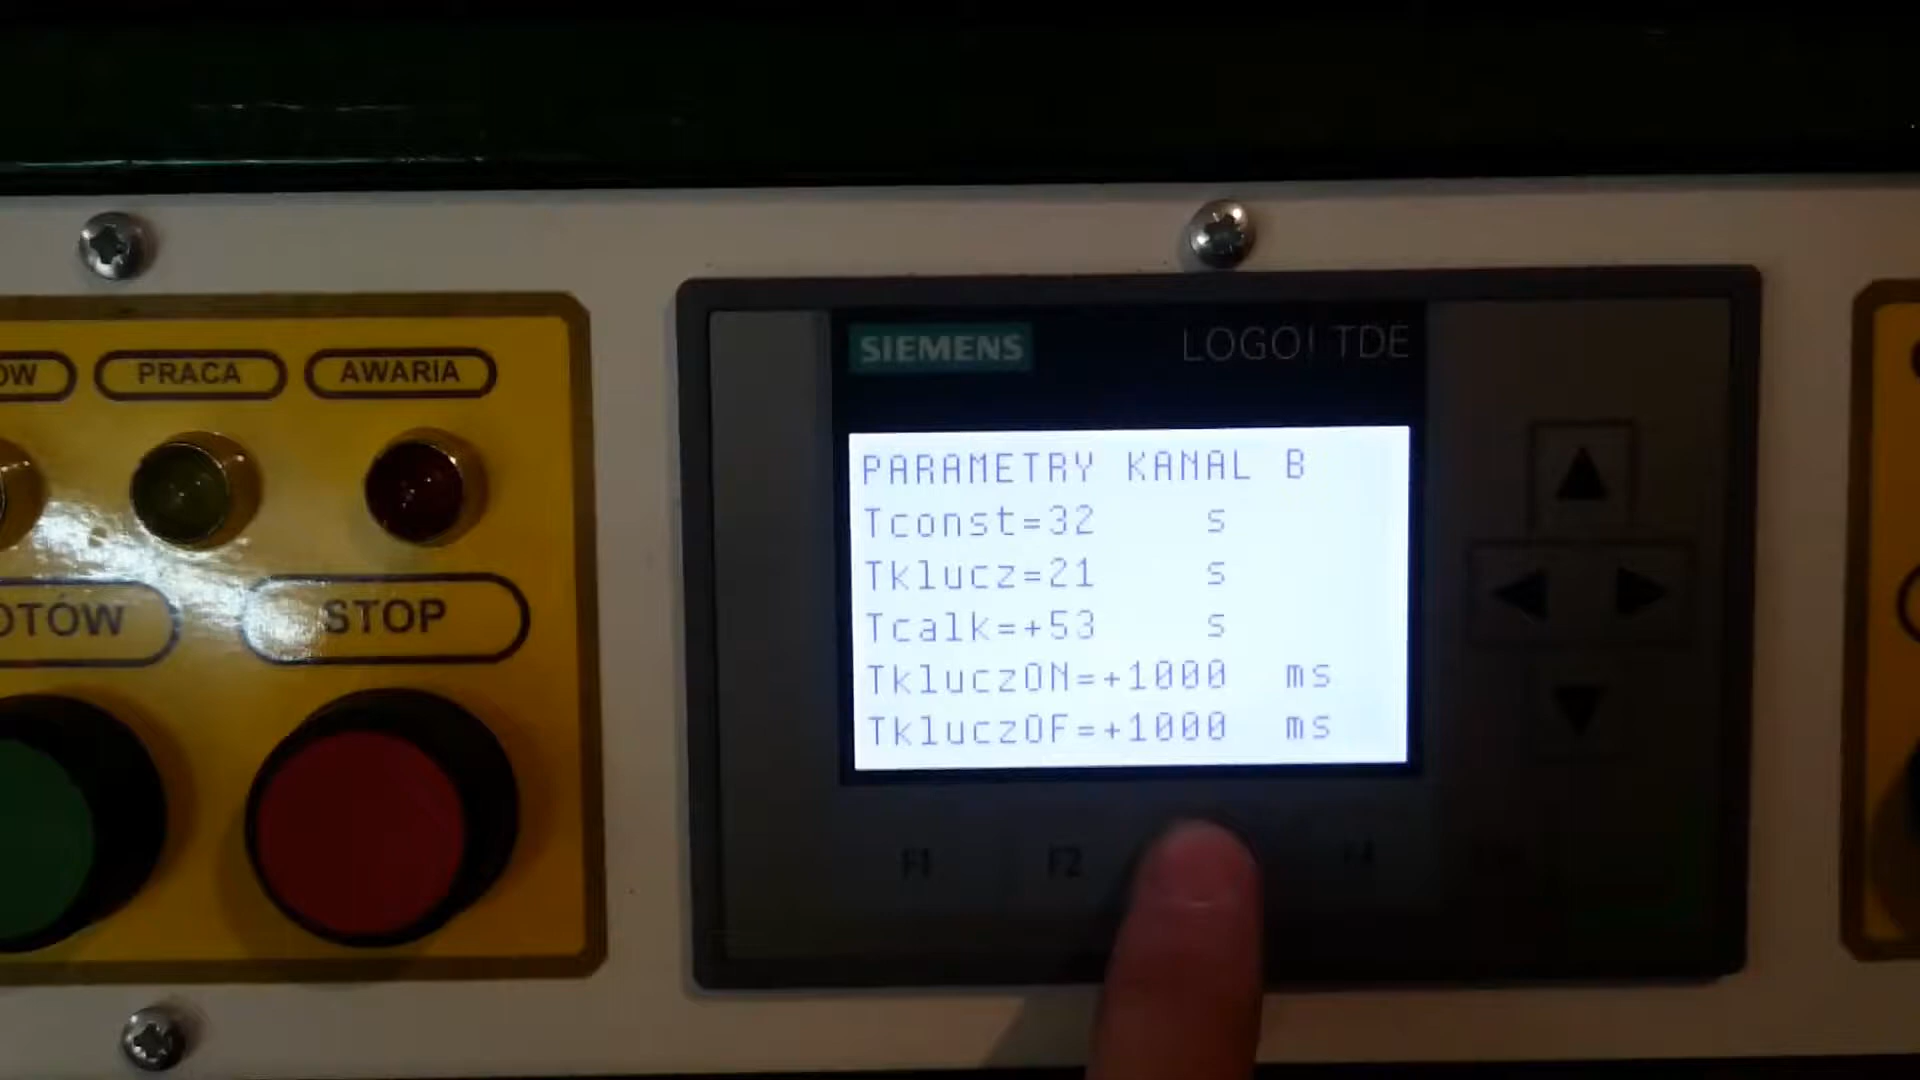 PRACA
AWARIA
STOP
SIEMENS
LOGO! TDE
PARAMETRY KANAL B
Tconst=32 s
Tklucz=21 s
Tcalk=+53 s
TkluczON=+1000 ms
TkluczOF=+1000 ms
F1 F2 F4